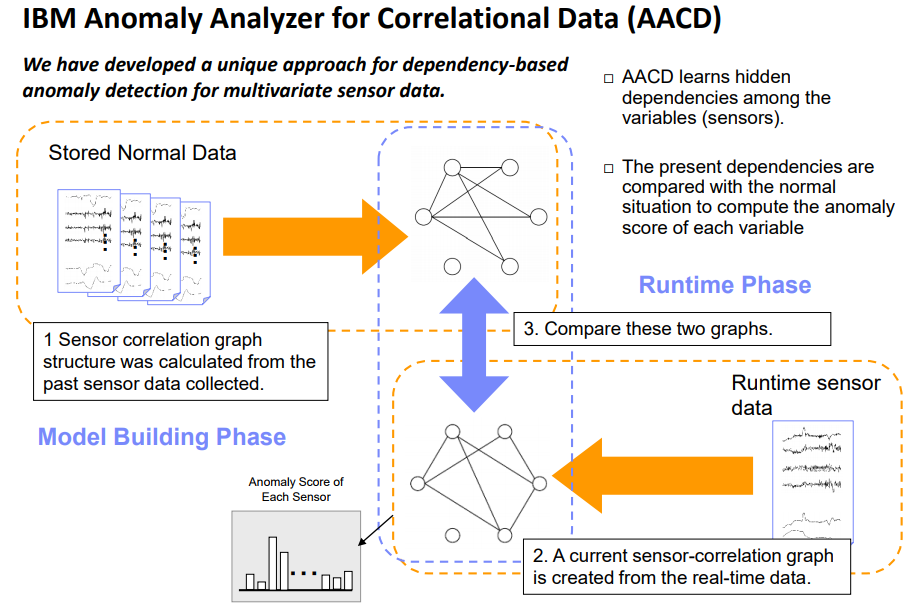 IBM Anomaly Analyzer for Correlational Data (AACD)
We have developed a unique approach for dependency-based
anomaly detection for multivariate sensor data.
□ AACD learns hidden
dependencies among the
variables (sensors).
□ The present dependencies are
compared with the normal
situation to compute the anomaly
score of each variable
Stored Normal Data
Runtime Phase
1 Sensor correlation graph
structure was calculated from the
past sensor data collected.
3. Compare these two graphs.
Model Building Phase
Runtime sensor
data
Anomaly Score of
Each Sensor
2. A current sensor-correlation graph
is created from the real-time data.